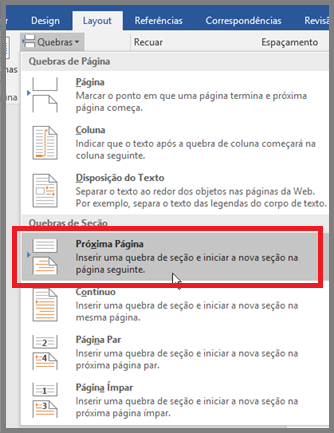 Design Layout Referências Correspondências Revisã
Quebras Recuar Espaçamento
Quebras de Página
Página
Marcar o ponto em que uma página termina e próxima
página começa.
Coluna
Indicar que o texto após a quebra de coluna começará na
coluna seguinte.
Disposição do Texto
Separar o texto ao redor dos objetos nas páginas da Web.
Por exemplo, separa o texto das legendas do corpo de texto.
Quebras de Seção
Próxima Página
Inserir uma quebra de seção e iniciar a nova seção na
página seguinte.
Contínuo
Inserir uma quebra de seção e iniciar a nova seção na
mesma página.
Página Par
2
4
Inserir uma quebra de seção e iniciar a nova seção na
próxima página par.
Página Ímpar
1
3
Inserir uma quebra de seção e iniciar a nova seção na
próxima página ímpar.